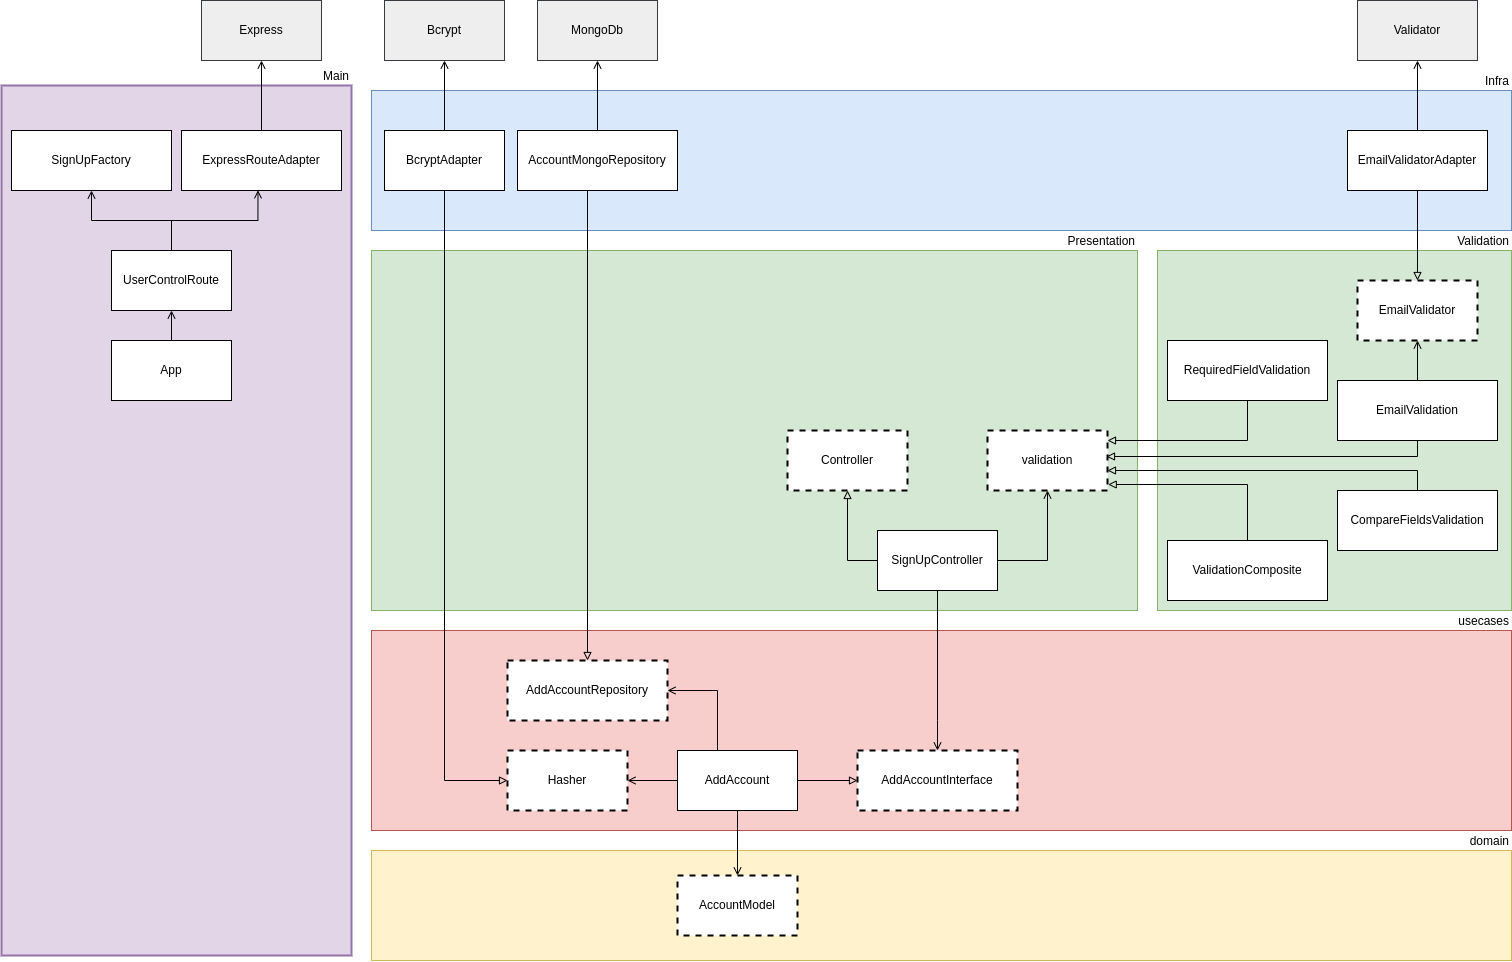 Express
Bcrypt
MongoDb
Validator
Main
Infra
SignUpFactory
ExpressRouteAdapter
BcryptAdapter
AccountMongoRepository
EmailValidatorAdapter
Presentation
Validation
UserControlRoute
EmailValidator
App
RequiredFieldValidation
EmailValidation
Controller
validation
CompareFieldsValidation
SignUpController
ValidationComposite
usecases
AddAccountRepository
Hasher
AddAccount
AddAccountInterface
domain
AccountModel